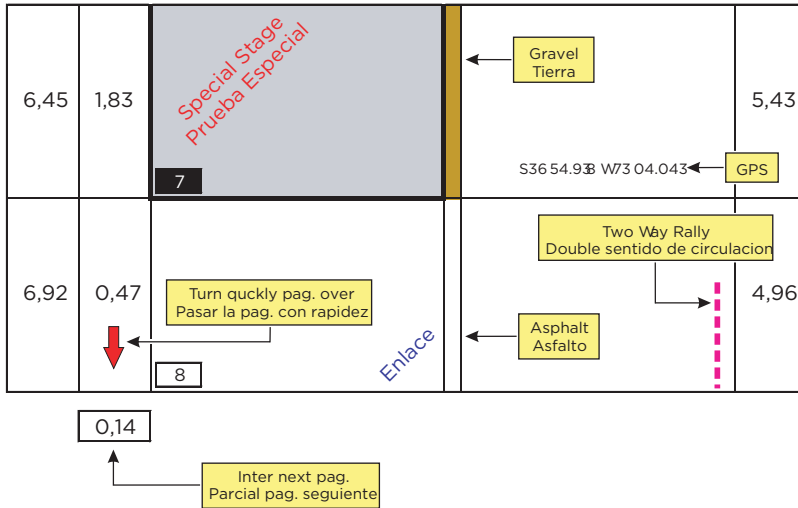 Special Stage
Prueba Especial
Gravel
Tierra
6,45
1,83
5,43
S36 54.938 W73 04.043
GPS
7
Two Way Rally
Double sentido de circulacion
6,92
0,47
4,96
Turn quckly pag. over
Pasar la pag. con rapidez
Asphalt
Asfalto
Enlace
8
0,14
Inter next pag.
Parcial pag. seguiente